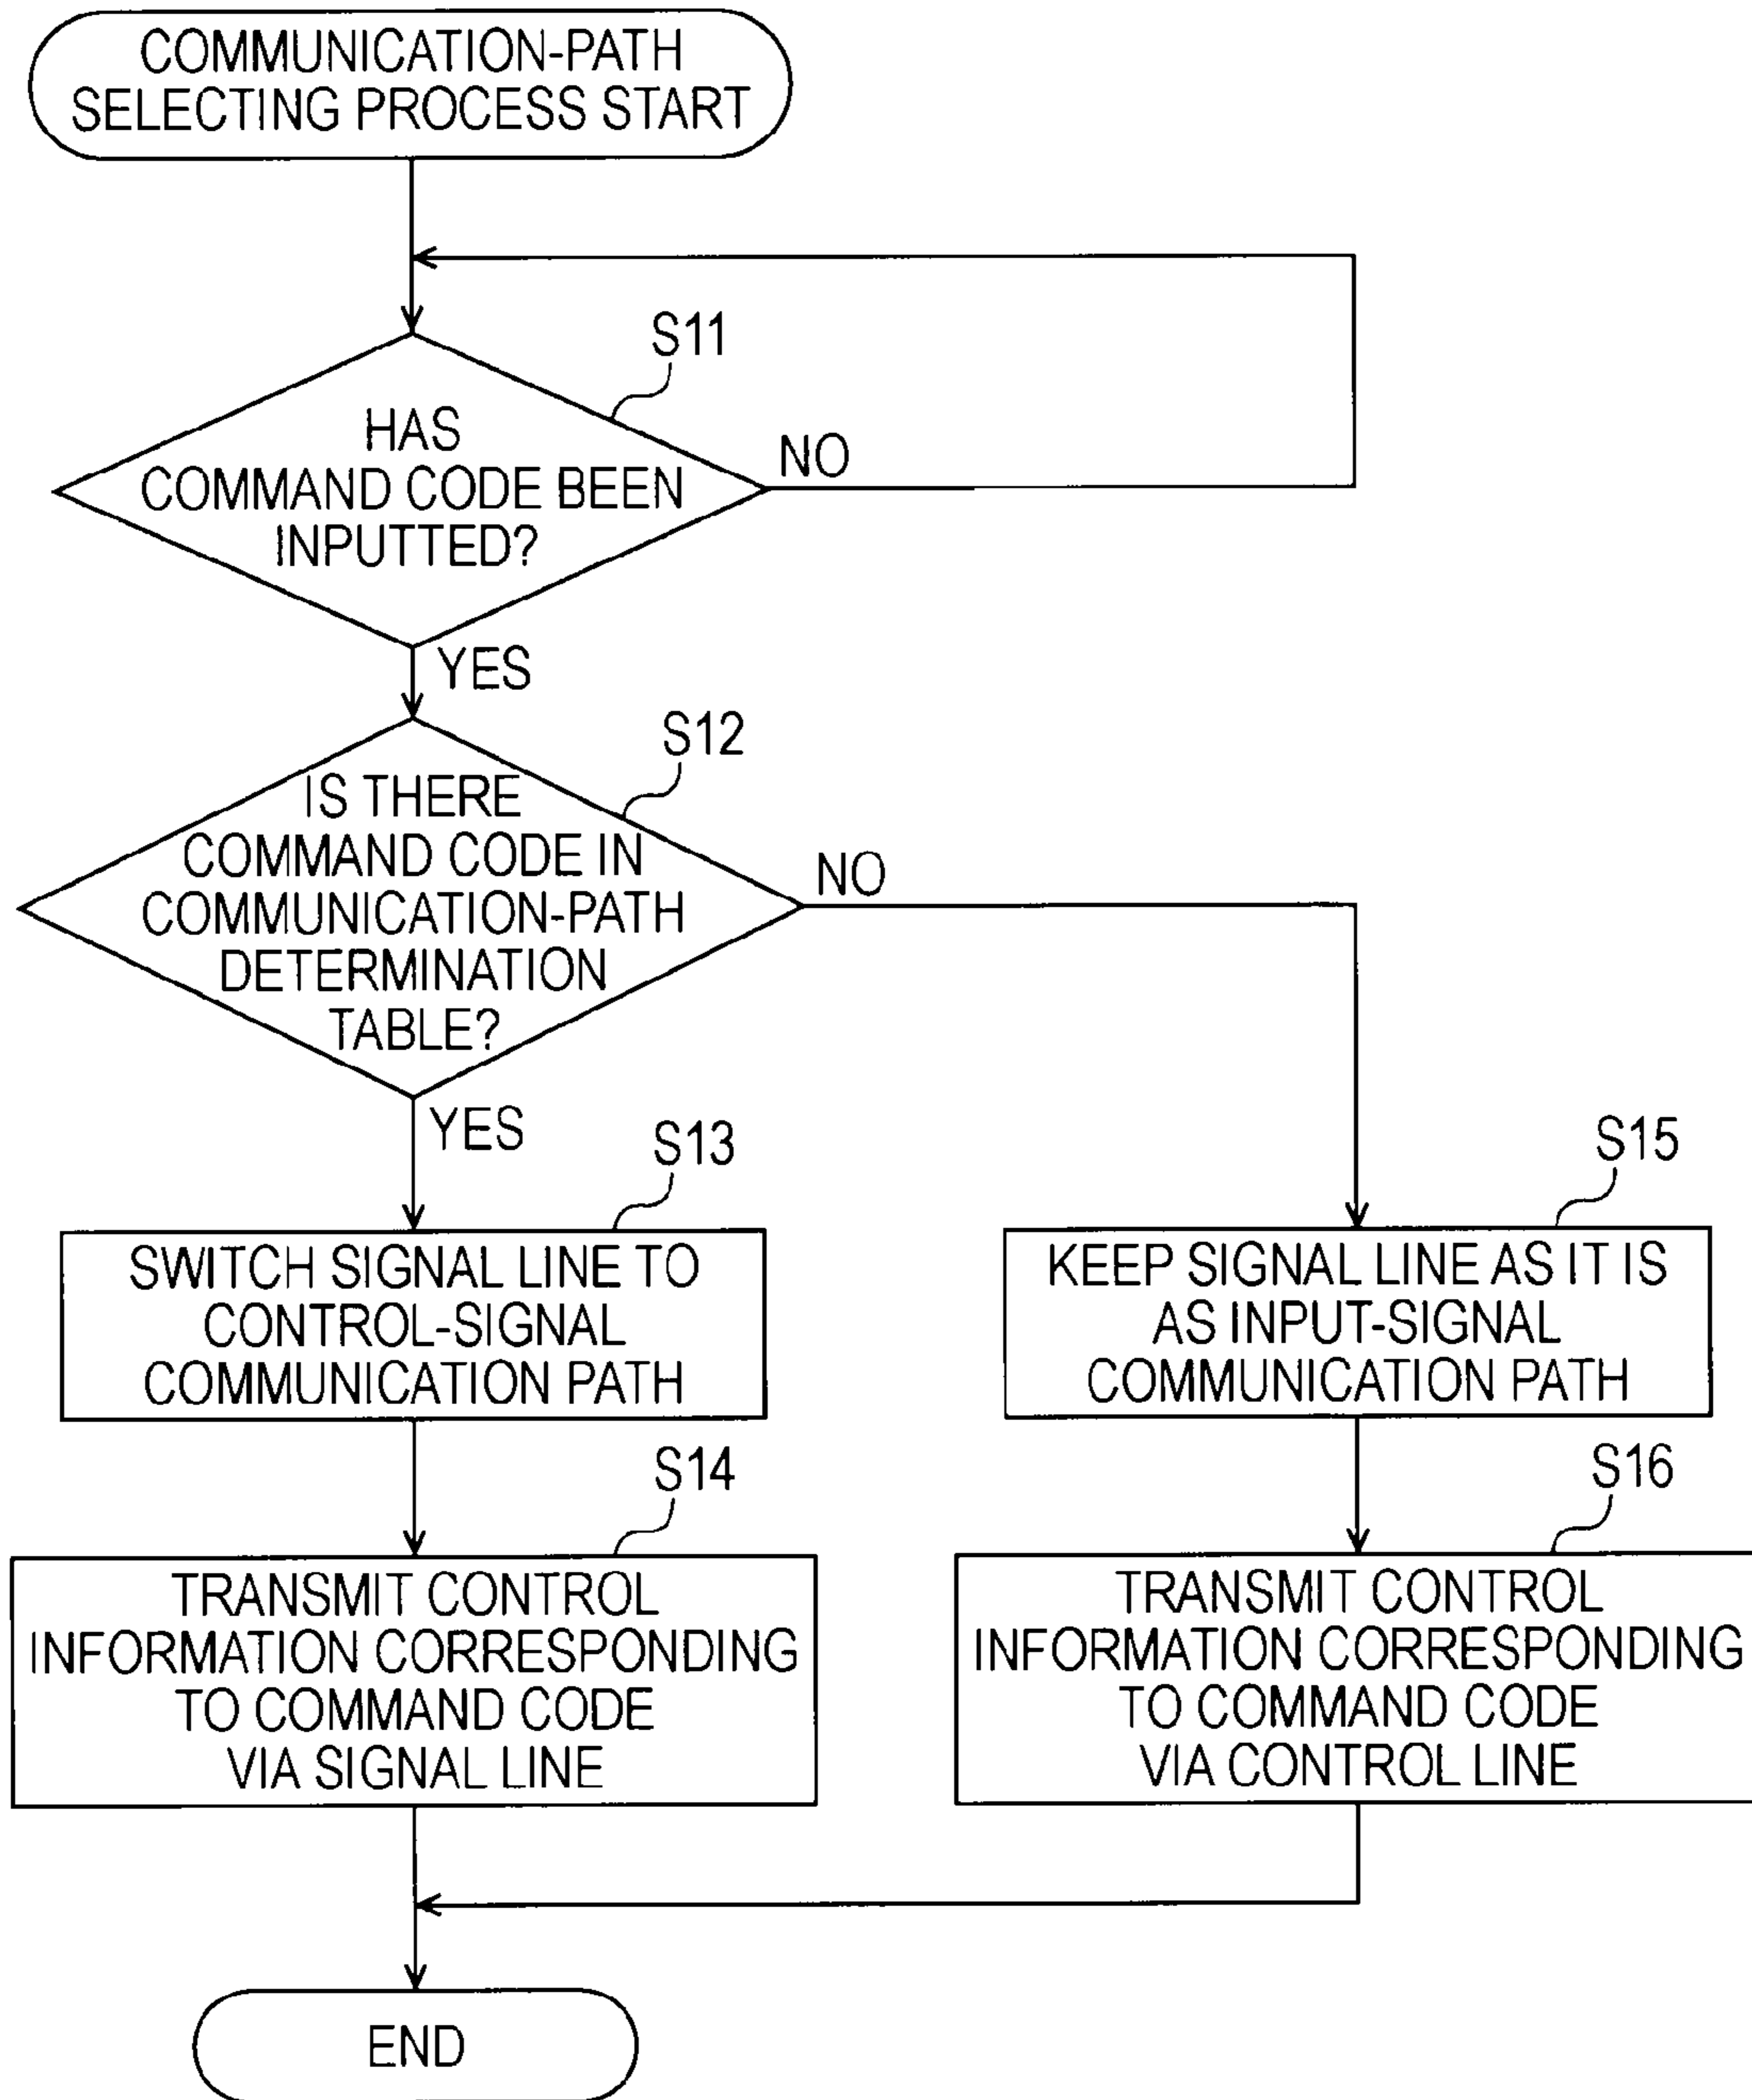 COMMUNICATION-PATH
SELECTING PROCESS START
S11
HAS
COMMAND CODE BEEN
INPUTTED?
NO
YES
S12
IS THERE
COMMAND CODE IN
COMMUNICATION-PATH
DETERMINATION
TABLE?
NO
YES
S13
SWITCH SIGNAL LINE TO
CONTROL-SIGNAL
COMMUNICATION PATH
S15
KEEP SIGNAL LINE AS IT IS
AS INPUT-SIGNAL
COMMUNICATION PATH
S14
TRANSMIT CONTROL
INFORMATION CORRESPONDING
TO COMMAND CODE
VIA SIGNAL LINE
S16
TRANSMIT CONTROL
INFORMATION CORRESPONDING
TO COMMAND CODE
VIA CONTROL LINE
END